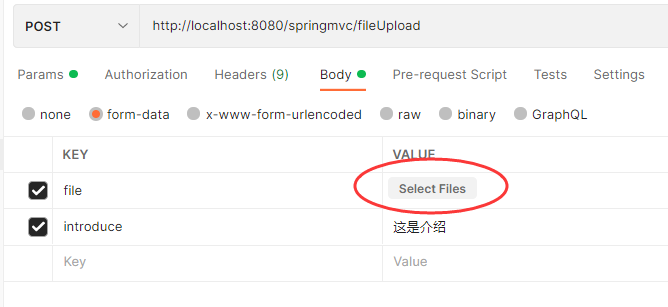 POST http://localhost:8080/springmvc/fileUpload
Params Authorization Headers (9) Body Pre-request Script Tests Settings
none form-data x-www-form-urlencoded raw binary GraphQL
KEY VALUE
file Select Files
introduce 这是介绍
Key Value